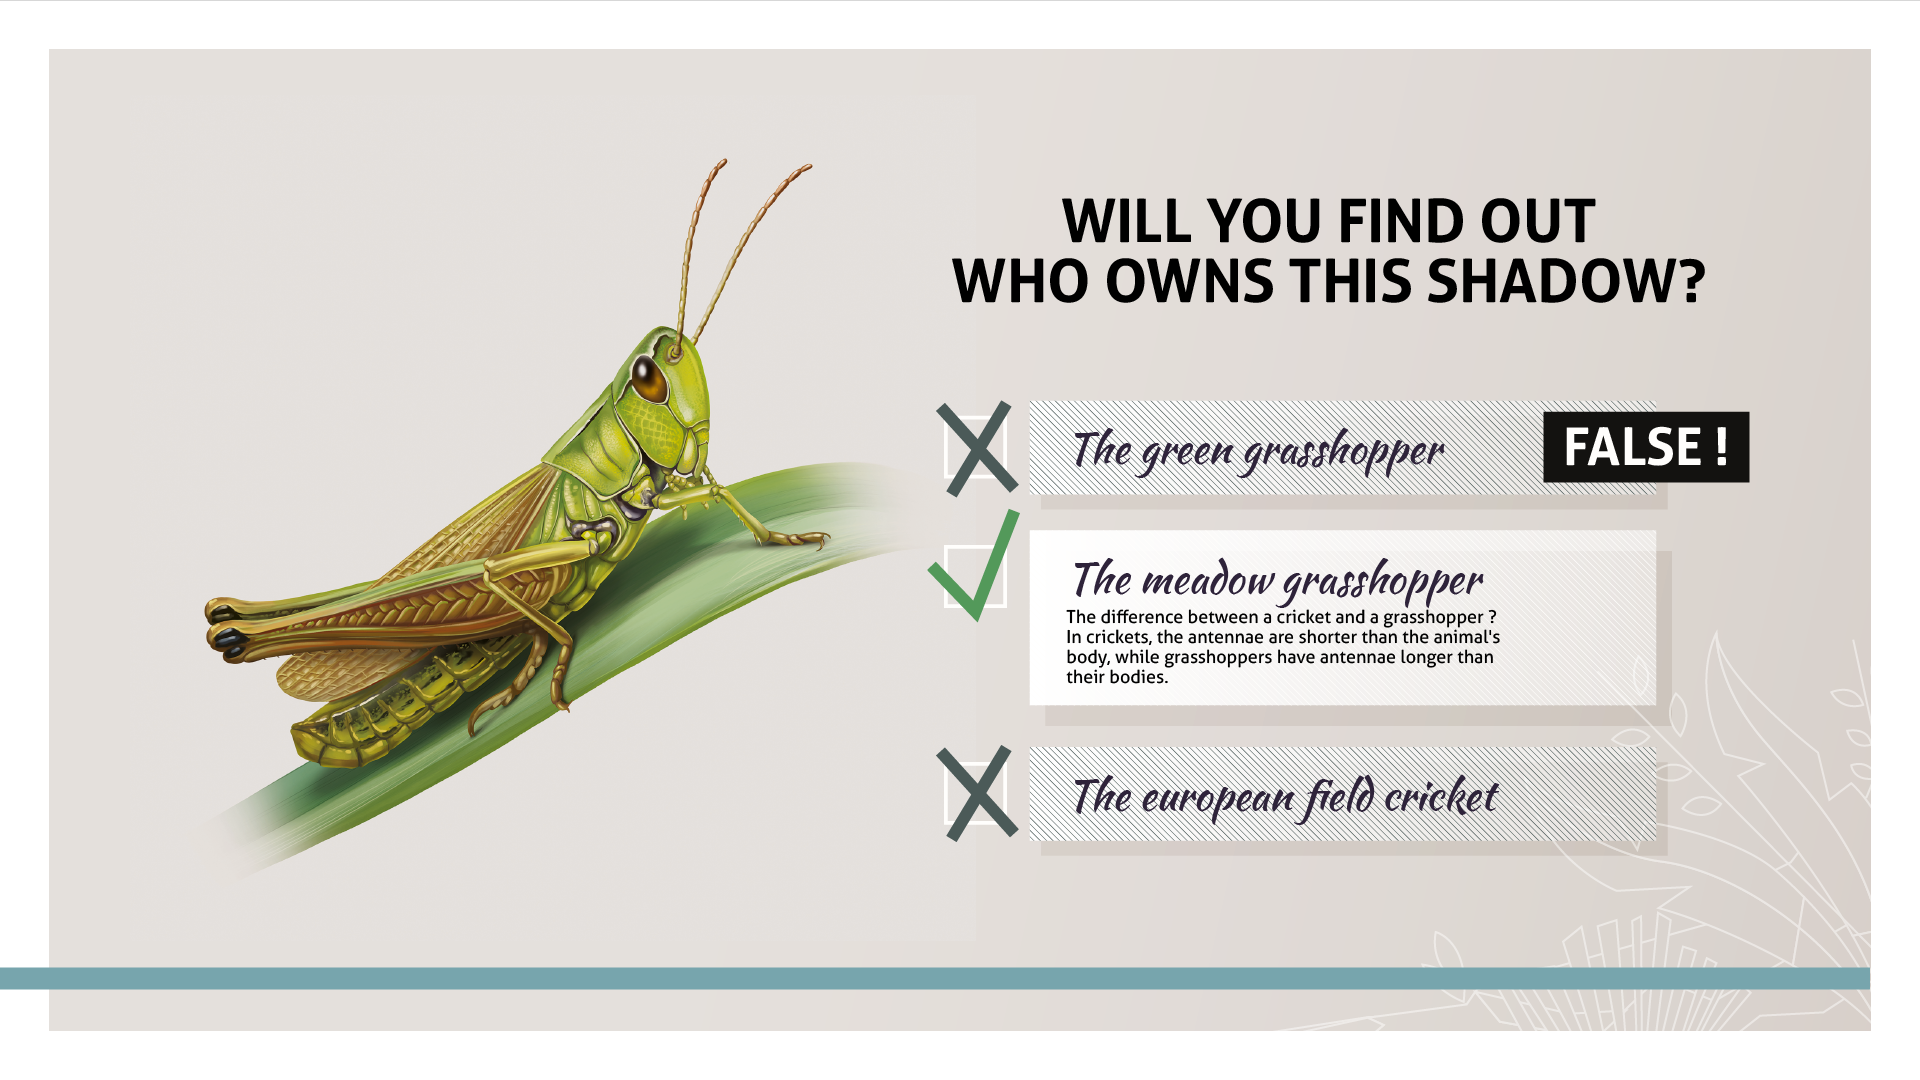 WILL YOU FIND OUT
WHO OWNS THIS SHADOW?
The green grasshopper
FALSE !
The meadow grasshopper
The difference between a cricket and a grasshopper ?
In crickets, the antennae are shorter than the animal's
body, while grasshoppers have antennae longer than
their bodies.
The european field cricket